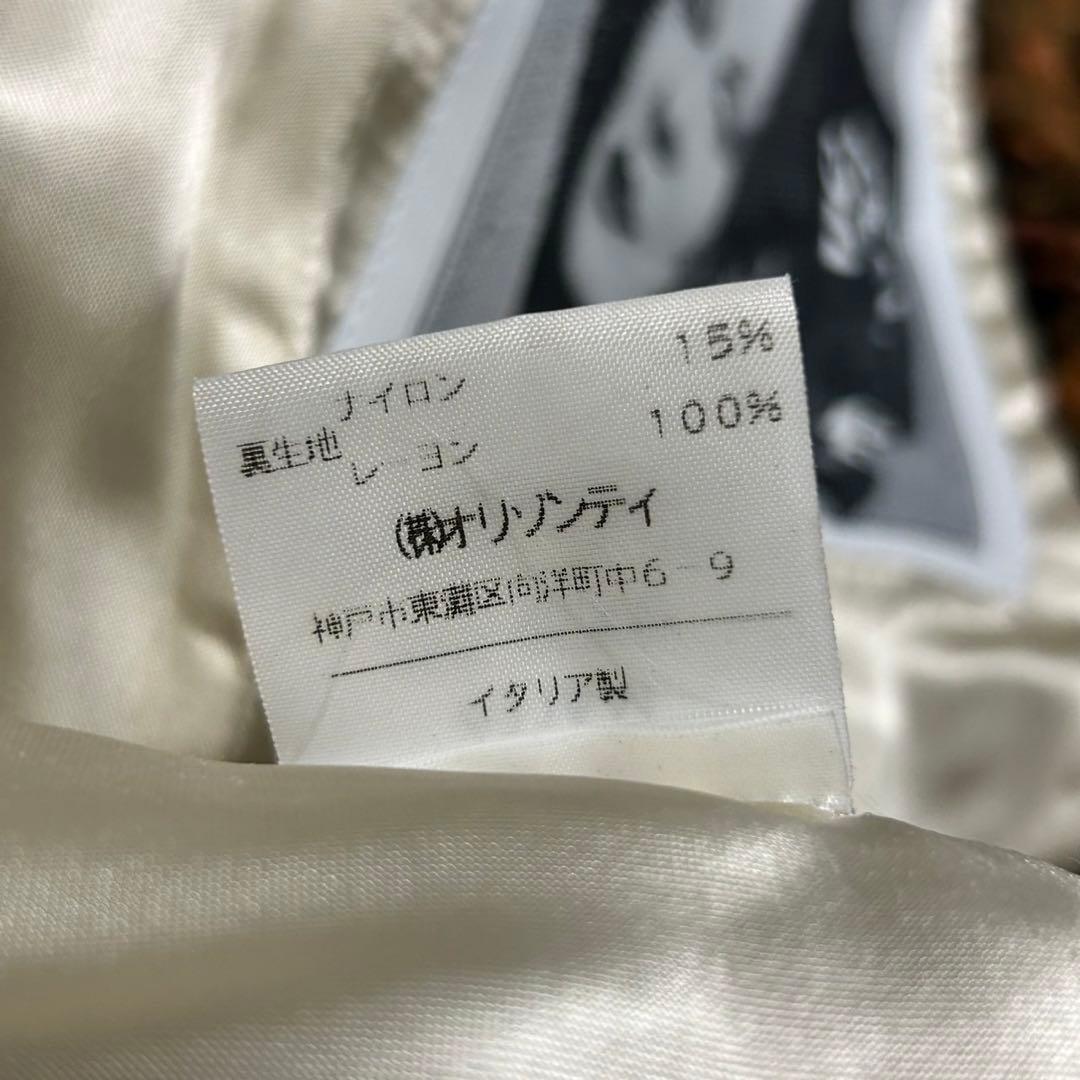 ナイロン 15%
裏生地 レーヨン 100%
(株)オリゾンティ
神戸市東灘区向洋町中6-9
イタリア製